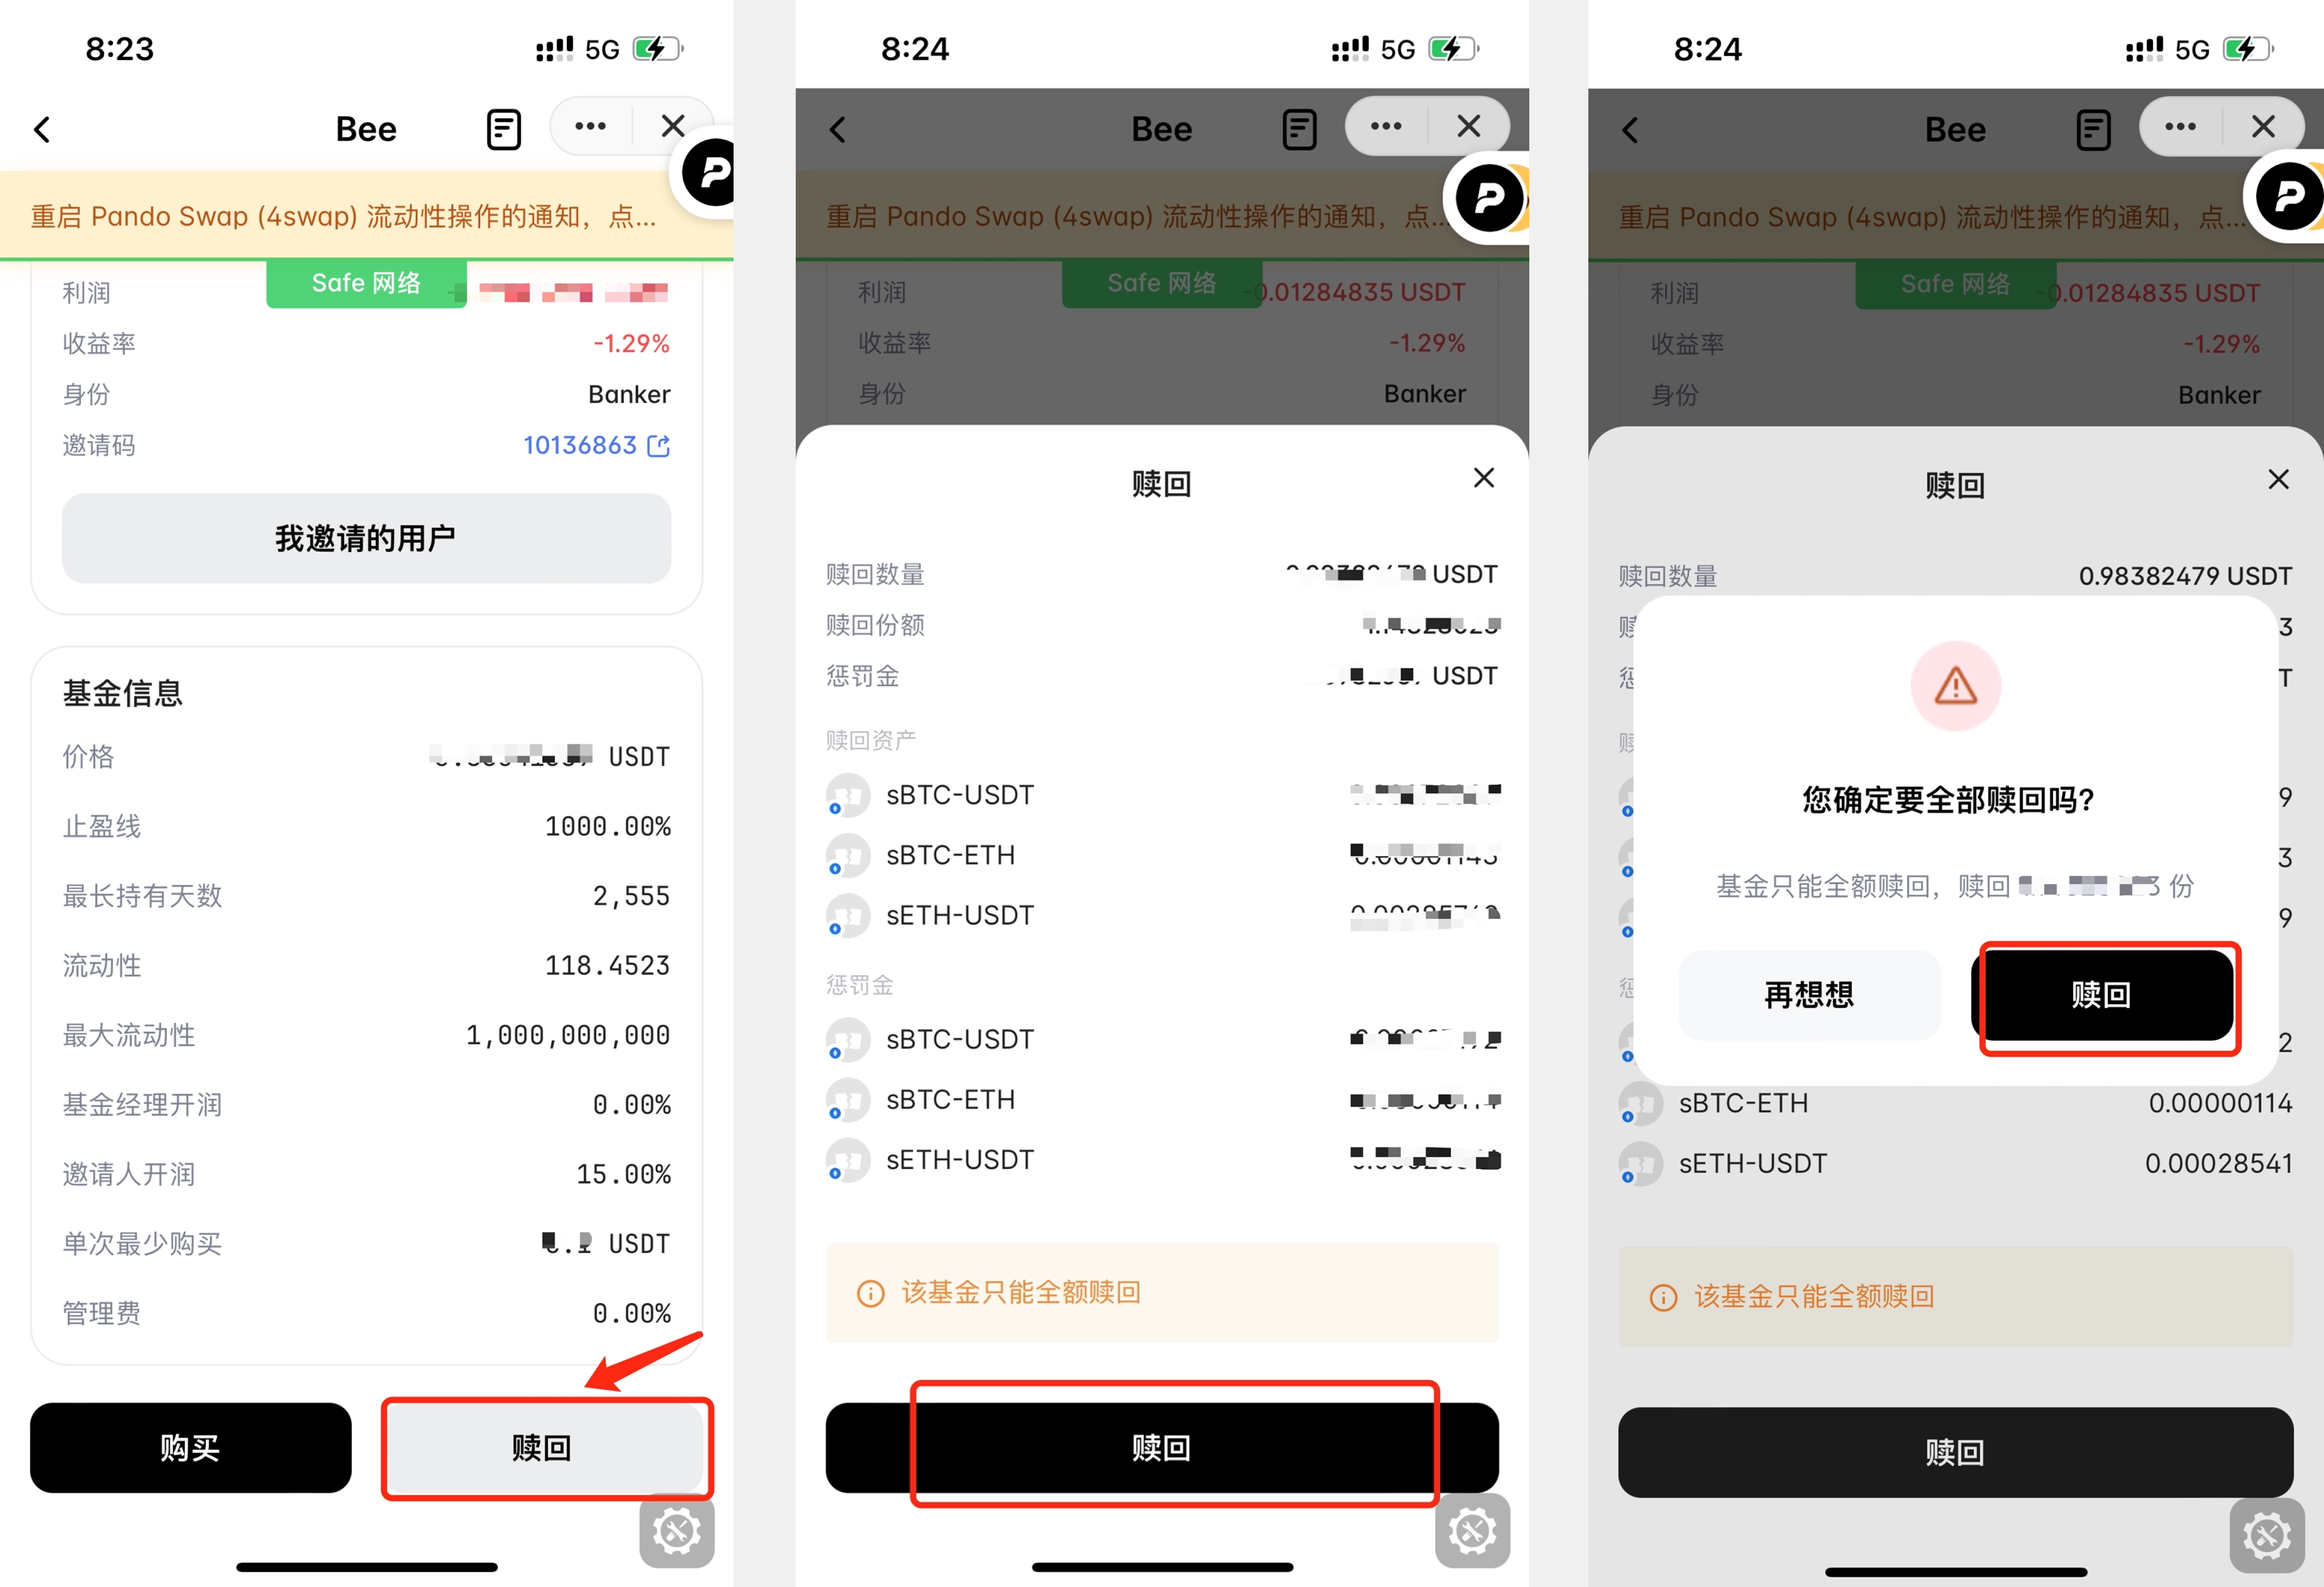 8:23
5G
Bee
重启 Pando Swap (4swap) 流动性操作的通知，点...
Safe 网络
利润
收益率 -1.29%
身份 Banker
邀请码 10136863
我邀请的用户
基金信息
价格 USDT
止盈线 1000.00%
最长持有天数 2,555
流动性 118.4523
最大流动性 1,000,000,000
基金经理开润 0.00%
邀请人开润 15.00%
单次最少购买 USDT
管理费 0.00%
购买 赎回
8:24
5G
Bee
重启 Pando Swap (4swap) 流动性操作的通知，点...
Safe 网络
利润 -0.01284835 USDT
收益率 -1.29%
身份 Banker
赎回
赎回数量 USDT
赎回份额
惩罚金 USDT
赎回资产
sBTC-USDT
sBTC-ETH
sETH-USDT
惩罚金
sBTC-USDT
sBTC-ETH
sETH-USDT
该基金只能全额赎回
赎回
8:24
5G
Bee
重启 Pando Swap (4swap) 流动性操作的通知，点...
Safe 网络
利润 -0.01284835 USDT
收益率 -1.29%
身份 Banker
赎回
赎回数量 0.98382479 USDT
您确定要全部赎回吗?
基金只能全额赎回，赎回 份
再想想 赎回
sBTC-ETH 0.00000114
sETH-USDT 0.00028541
该基金只能全额赎回
赎回